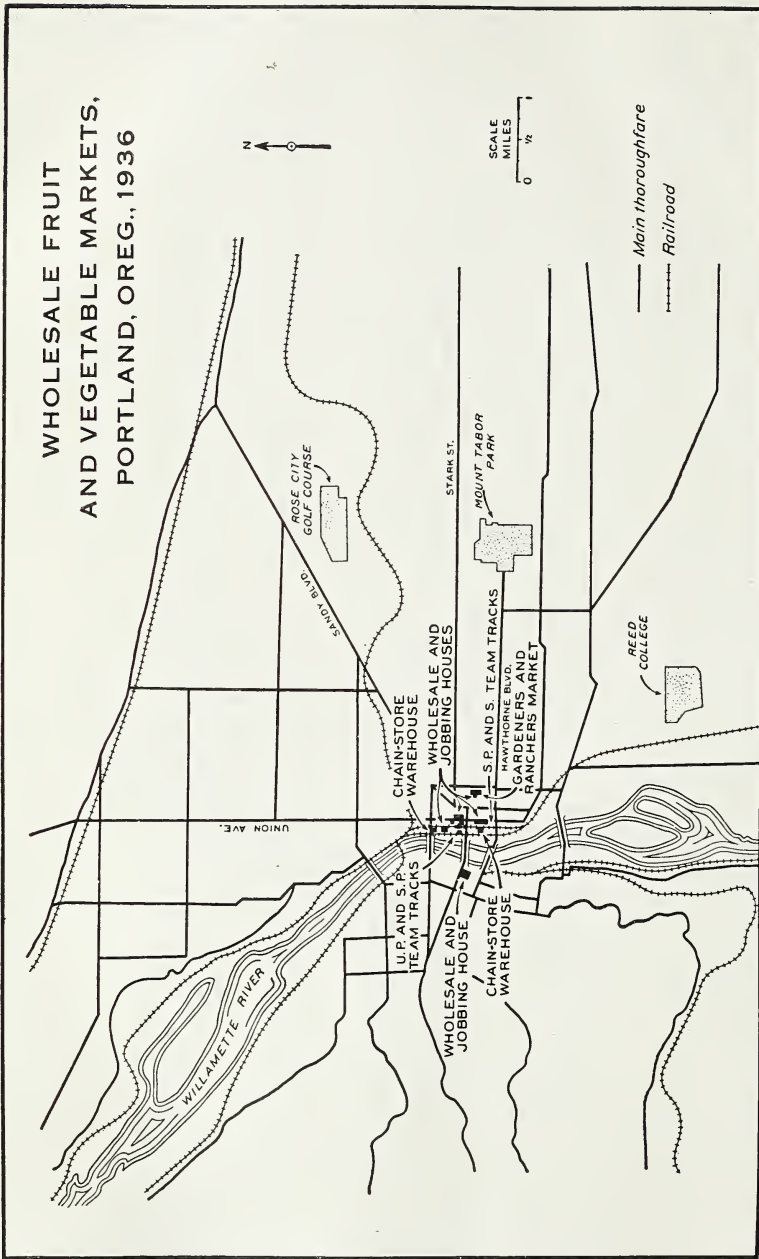 WHOLESALE FRUIT
AND VEGETABLE MARKETS,
PORTLAND, OREG., 1936
N
SCALE
MILES
0 ½ 1
Main thoroughfare
Railroad
ROSE CITY
GOLF COURSE
SANDY BLVD.
UNION AVE.
WILLAMETTE RIVER
STARK ST.
MOUNT TABOR
PARK
CHAIN-STORE
WAREHOUSE
WHOLESALE AND
JOBBING HOUSES
S.P. AND S. TEAM TRACKS
HAWTHORNE BLVD.
GARDENERS AND
RANCHERS MARKET
U.P. AND S.P.
TEAM TRACKS
WHOLESALE AND
JOBBING HOUSE
CHAIN-STORE
WAREHOUSE
REED
COLLEGE